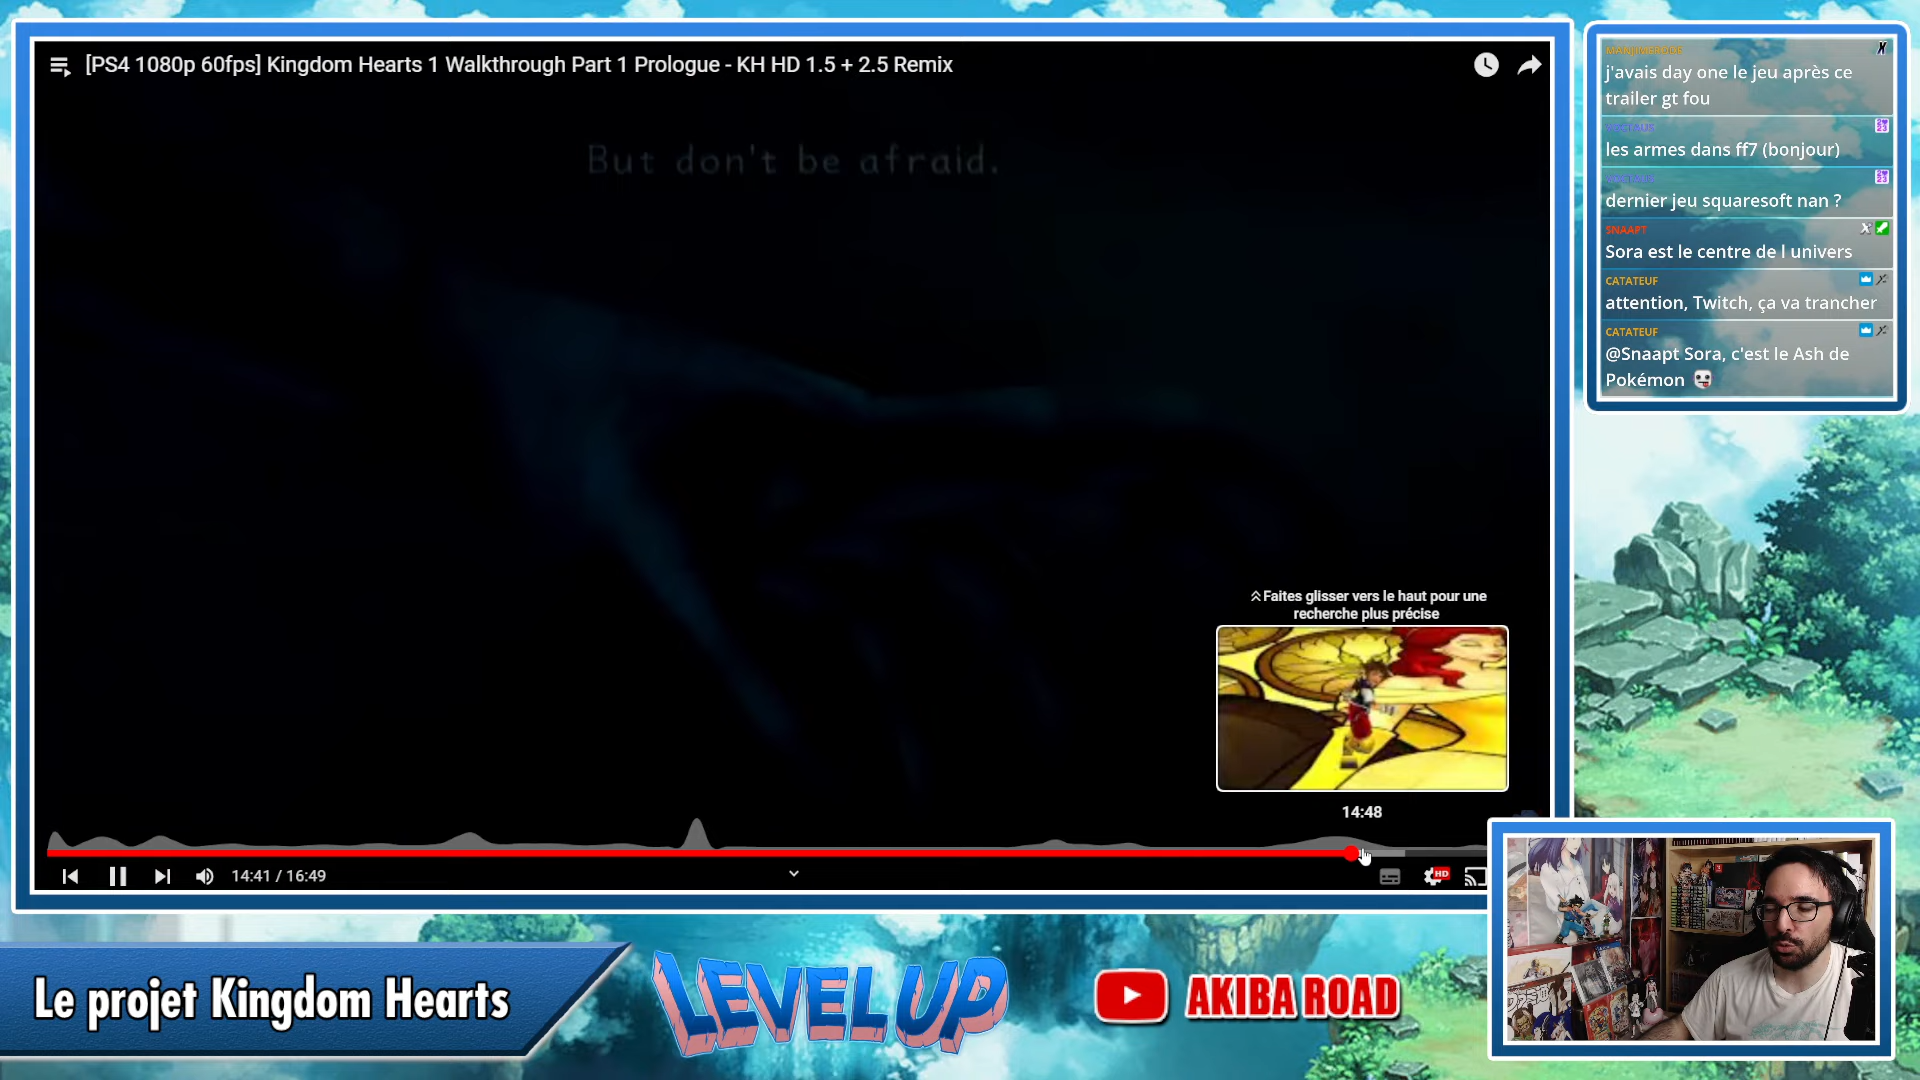 [PS4 1080p 60fps] Kingdom Hearts 1 Walkthrough Part 1 Prologue - KH HD 1.5 + 2.5 Remix
But don't be afraid.
Faites glisser vers le haut pour une
recherche plus précise
14:48
14:41 / 16:49
HD
j'avais day one le jeu après ce
trailer gt fou
les armes dans ff7 (bonjour)
dernier jeu squaresoft nan ?
SNAAPT
Sora est le centre de l univers
CATATEUF
attention, Twitch, ça va trancher
CATATEUF
@Snaapt Sora, c'est le Ash de
Pokémon
Le projet Kingdom Hearts
LEVEL UP
AKIBA ROAD